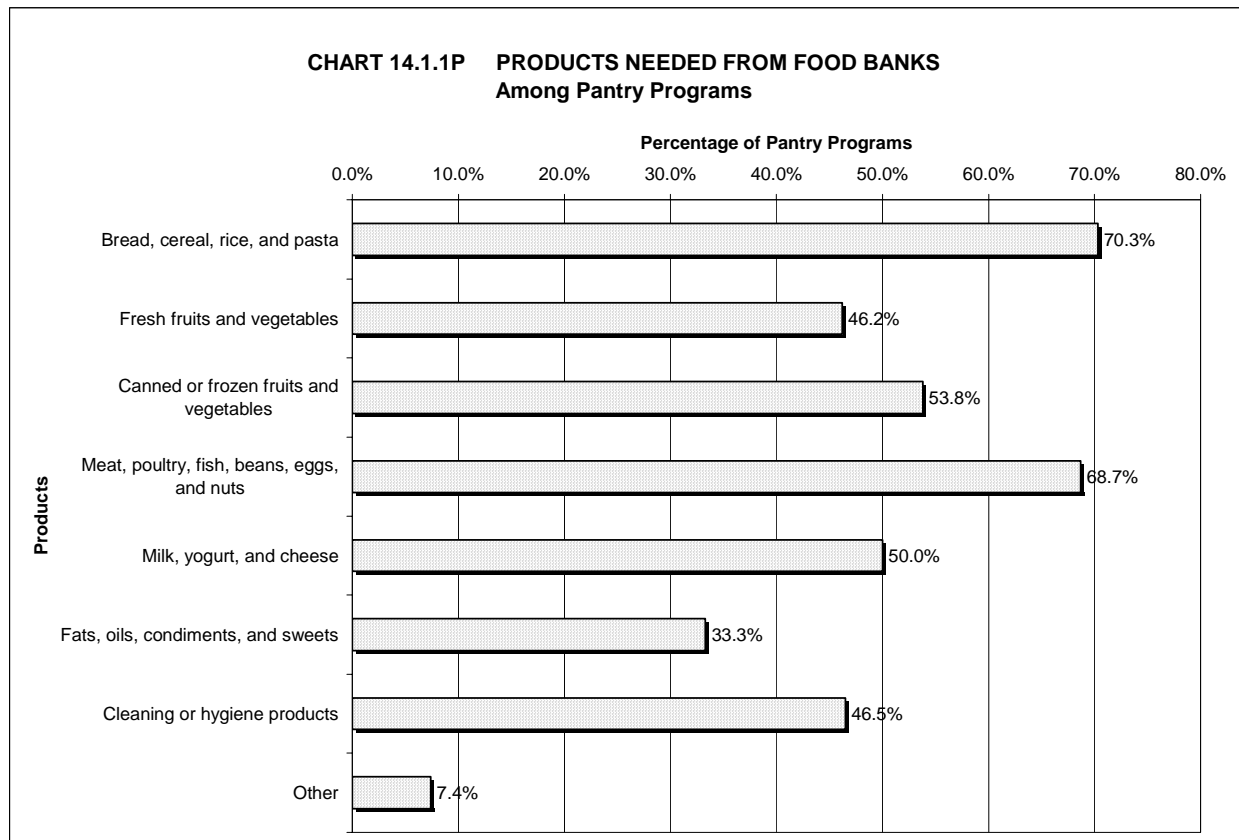 CHART 14.1.1P PRODUCTS NEEDED FROM FOOD BANKS
Among Pantry Programs
Percentage of Pantry Programs
0.0% 10.0% 20.0% 30.0% 40.0% 50.0% 60.0% 70.0% 80.0%
Bread, cereal, rice, and pasta
70.3%
Fresh fruits and vegetables
46.2%
Canned or frozen fruits and
vegetables
53.8%
Meat, poultry, fish, beans, eggs,
and nuts
68.7%
Milk, yogurt, and cheese
50.0%
Fats, oils, condiments, and sweets
33.3%
Cleaning or hygiene products
46.5%
Other
7.4%
Products